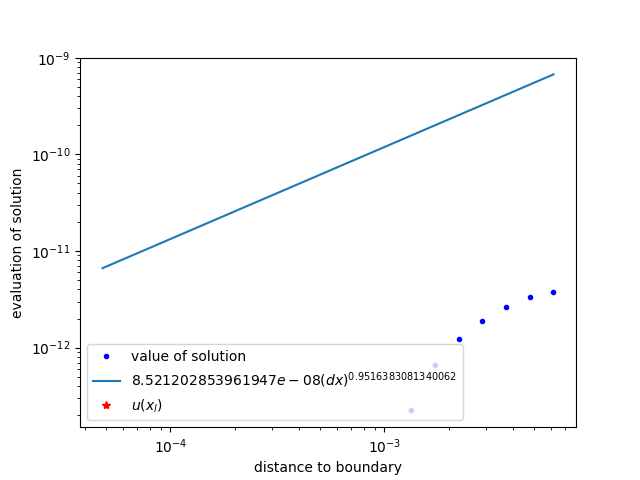 10⁻⁹
10⁻¹⁰
10⁻¹¹
10⁻¹²
evaluation of solution
value of solution
8.521202853961947e − 08(dx)^0.9516383081340062
u(x_l)
10⁻⁴
10⁻³
distance to boundary